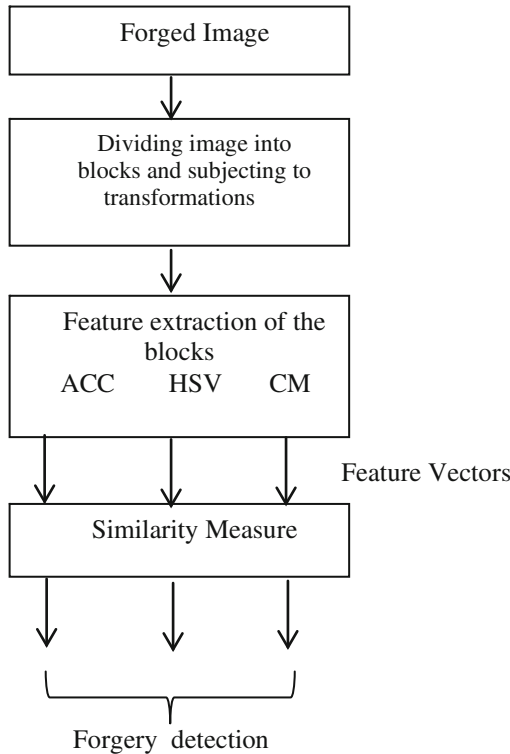 Forged Image
Dividing image into
blocks and subjecting to
transformations
Feature extraction of the
blocks
ACC HSV CM
Feature Vectors
Similarity Measure
Forgery detection